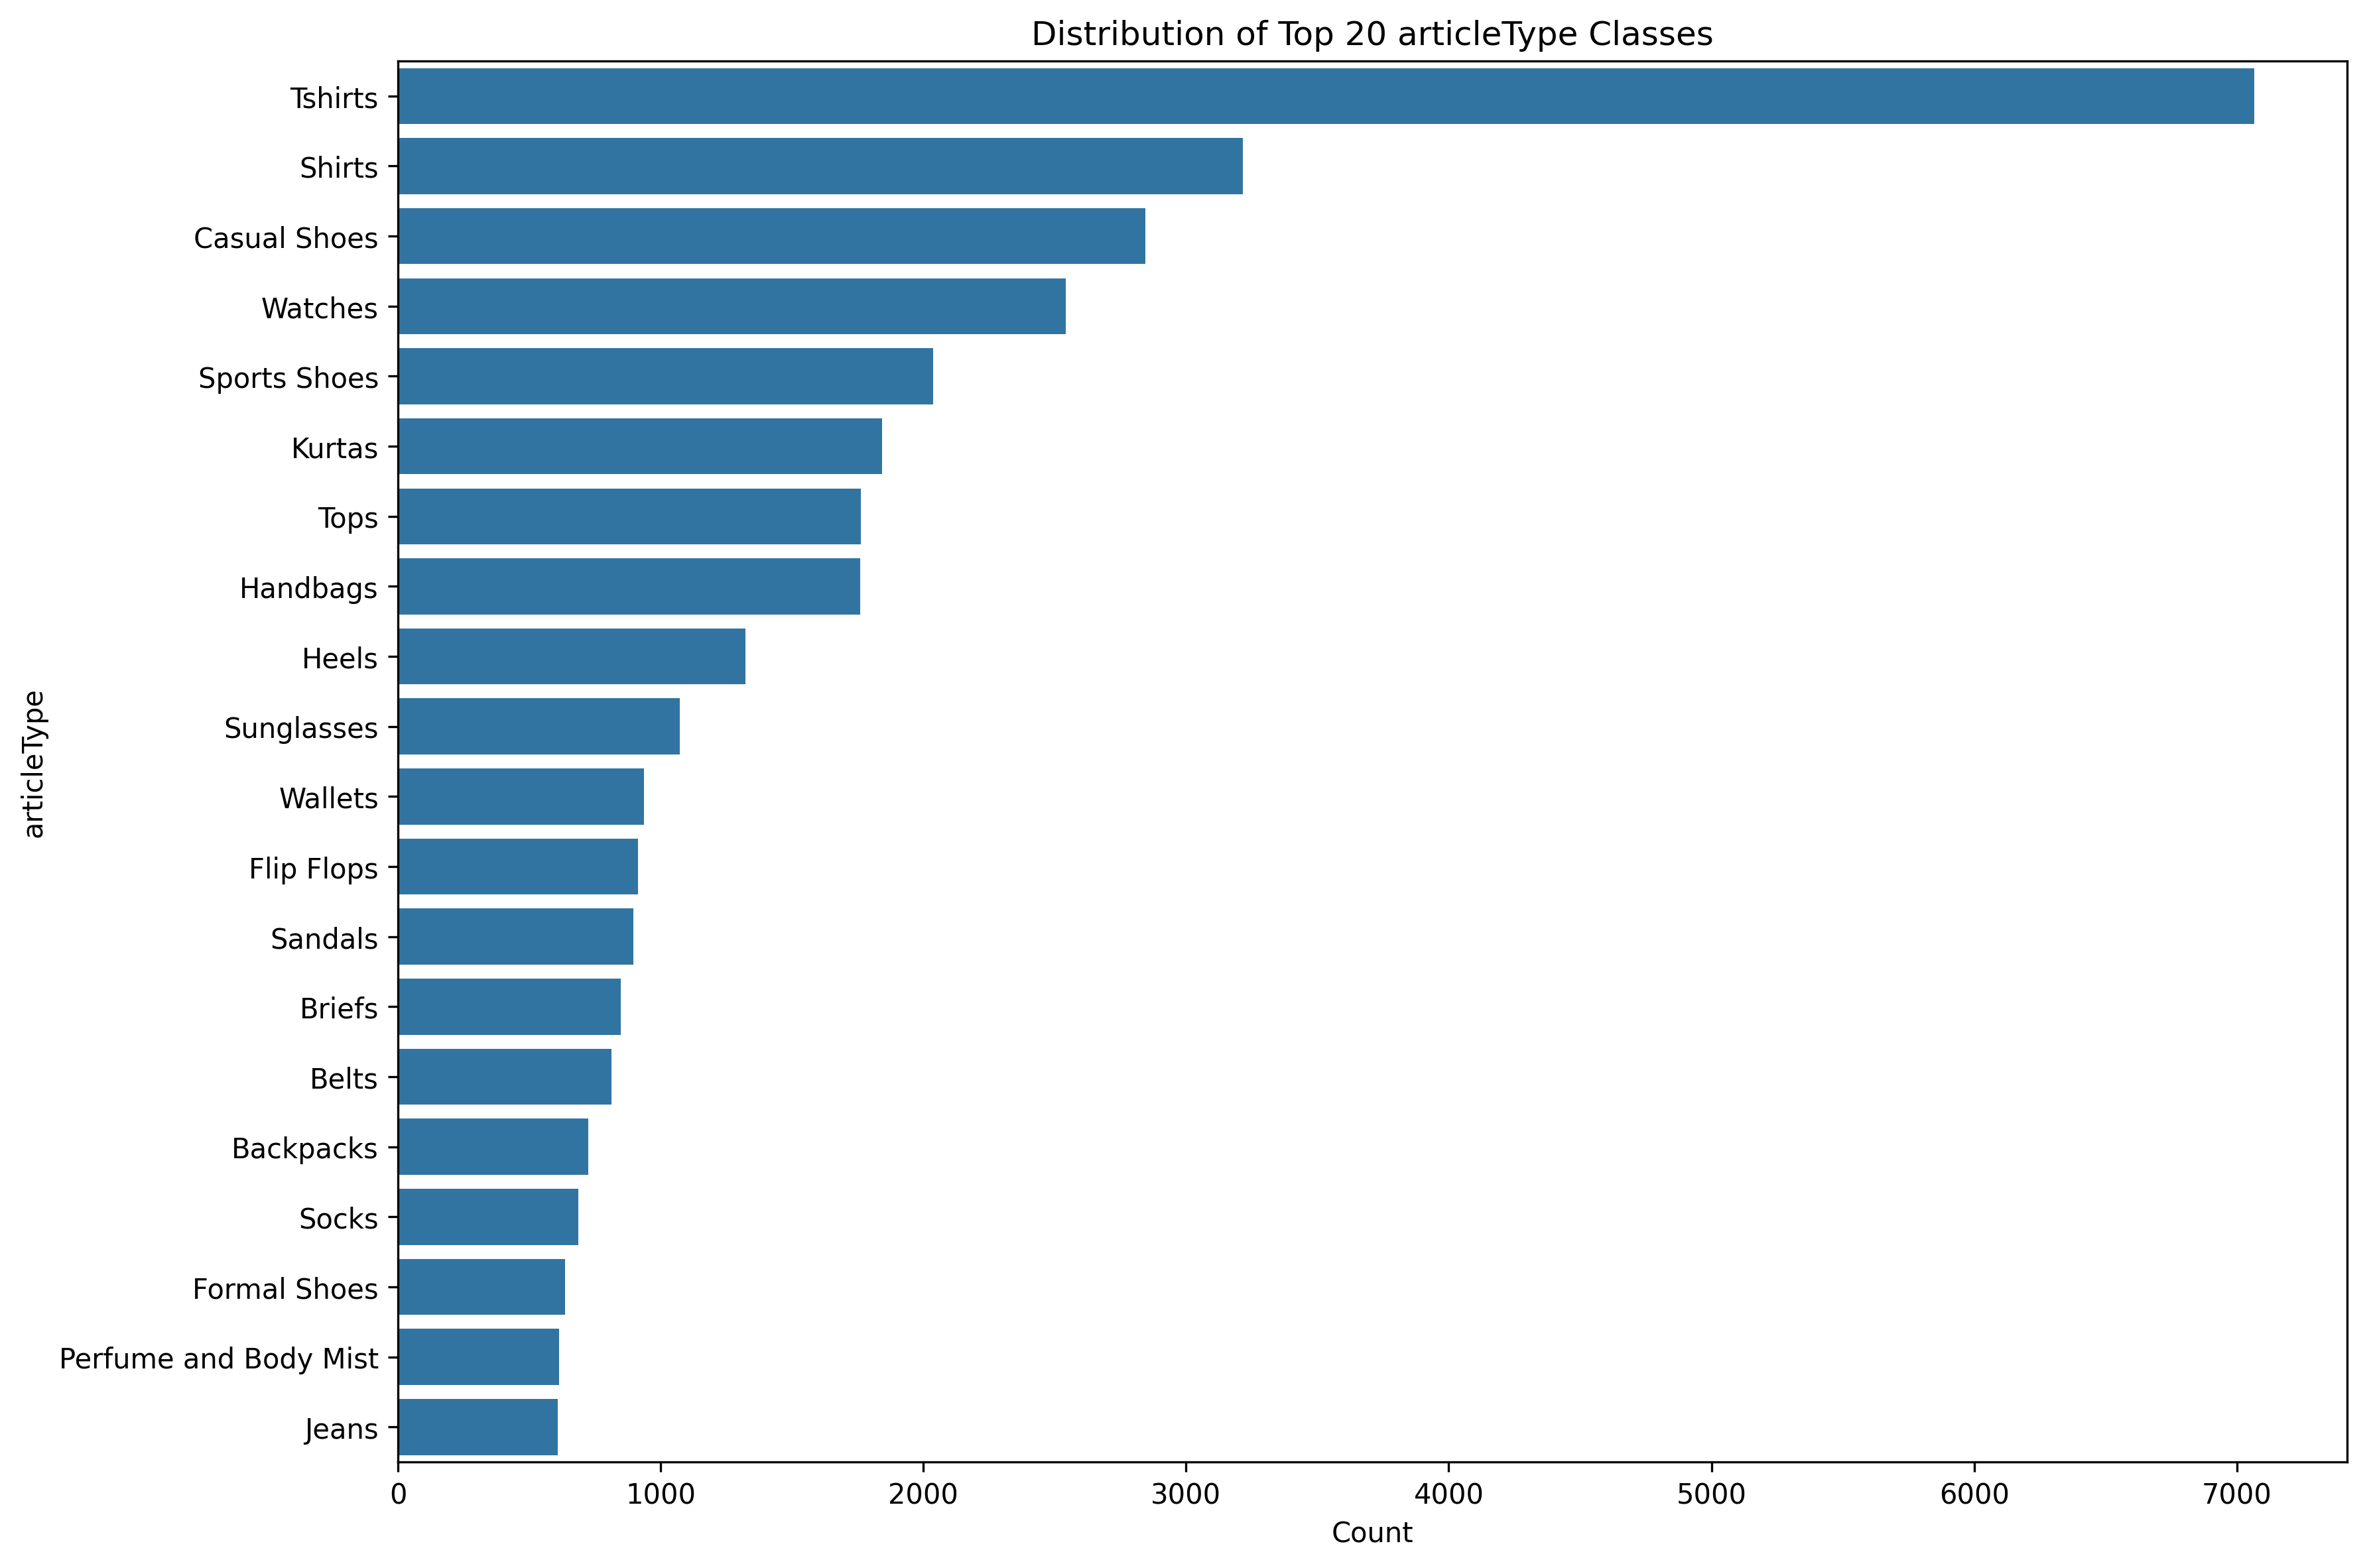 Distribution of Top 20 articleType Classes
Tshirts
Shirts
Casual Shoes
Watches
Sports Shoes
Kurtas
Tops
Handbags
Heels
Sunglasses
Wallets
Flip Flops
Sandals
Briefs
Belts
Backpacks
Socks
Formal Shoes
Perfume and Body Mist
Jeans
articleType
0 1000 2000 3000 4000 5000 6000 7000
Count